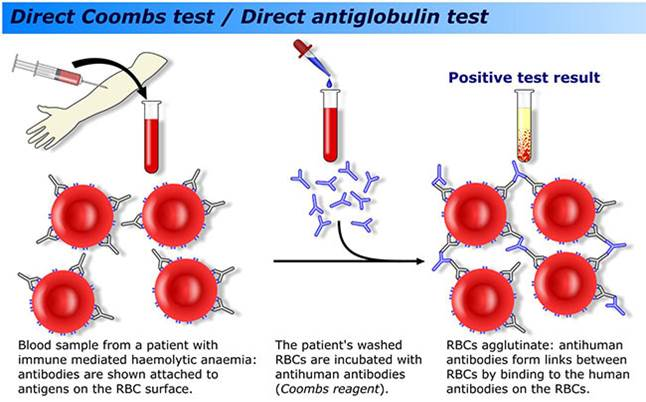 Direct Coombs test / Direct antiglobulin test
Positive test result
Blood sample from a patient with
immune mediated haemolytic anaemia:
antibodies are shown attached to
antigens on the RBC surface.
The patient's washed
RBCs are incubated with
antihuman antibodies
(Coombs reagent).
RBCs agglutinate: antihuman
antibodies form links between
RBCs by binding to the human
antibodies on the RBCs.